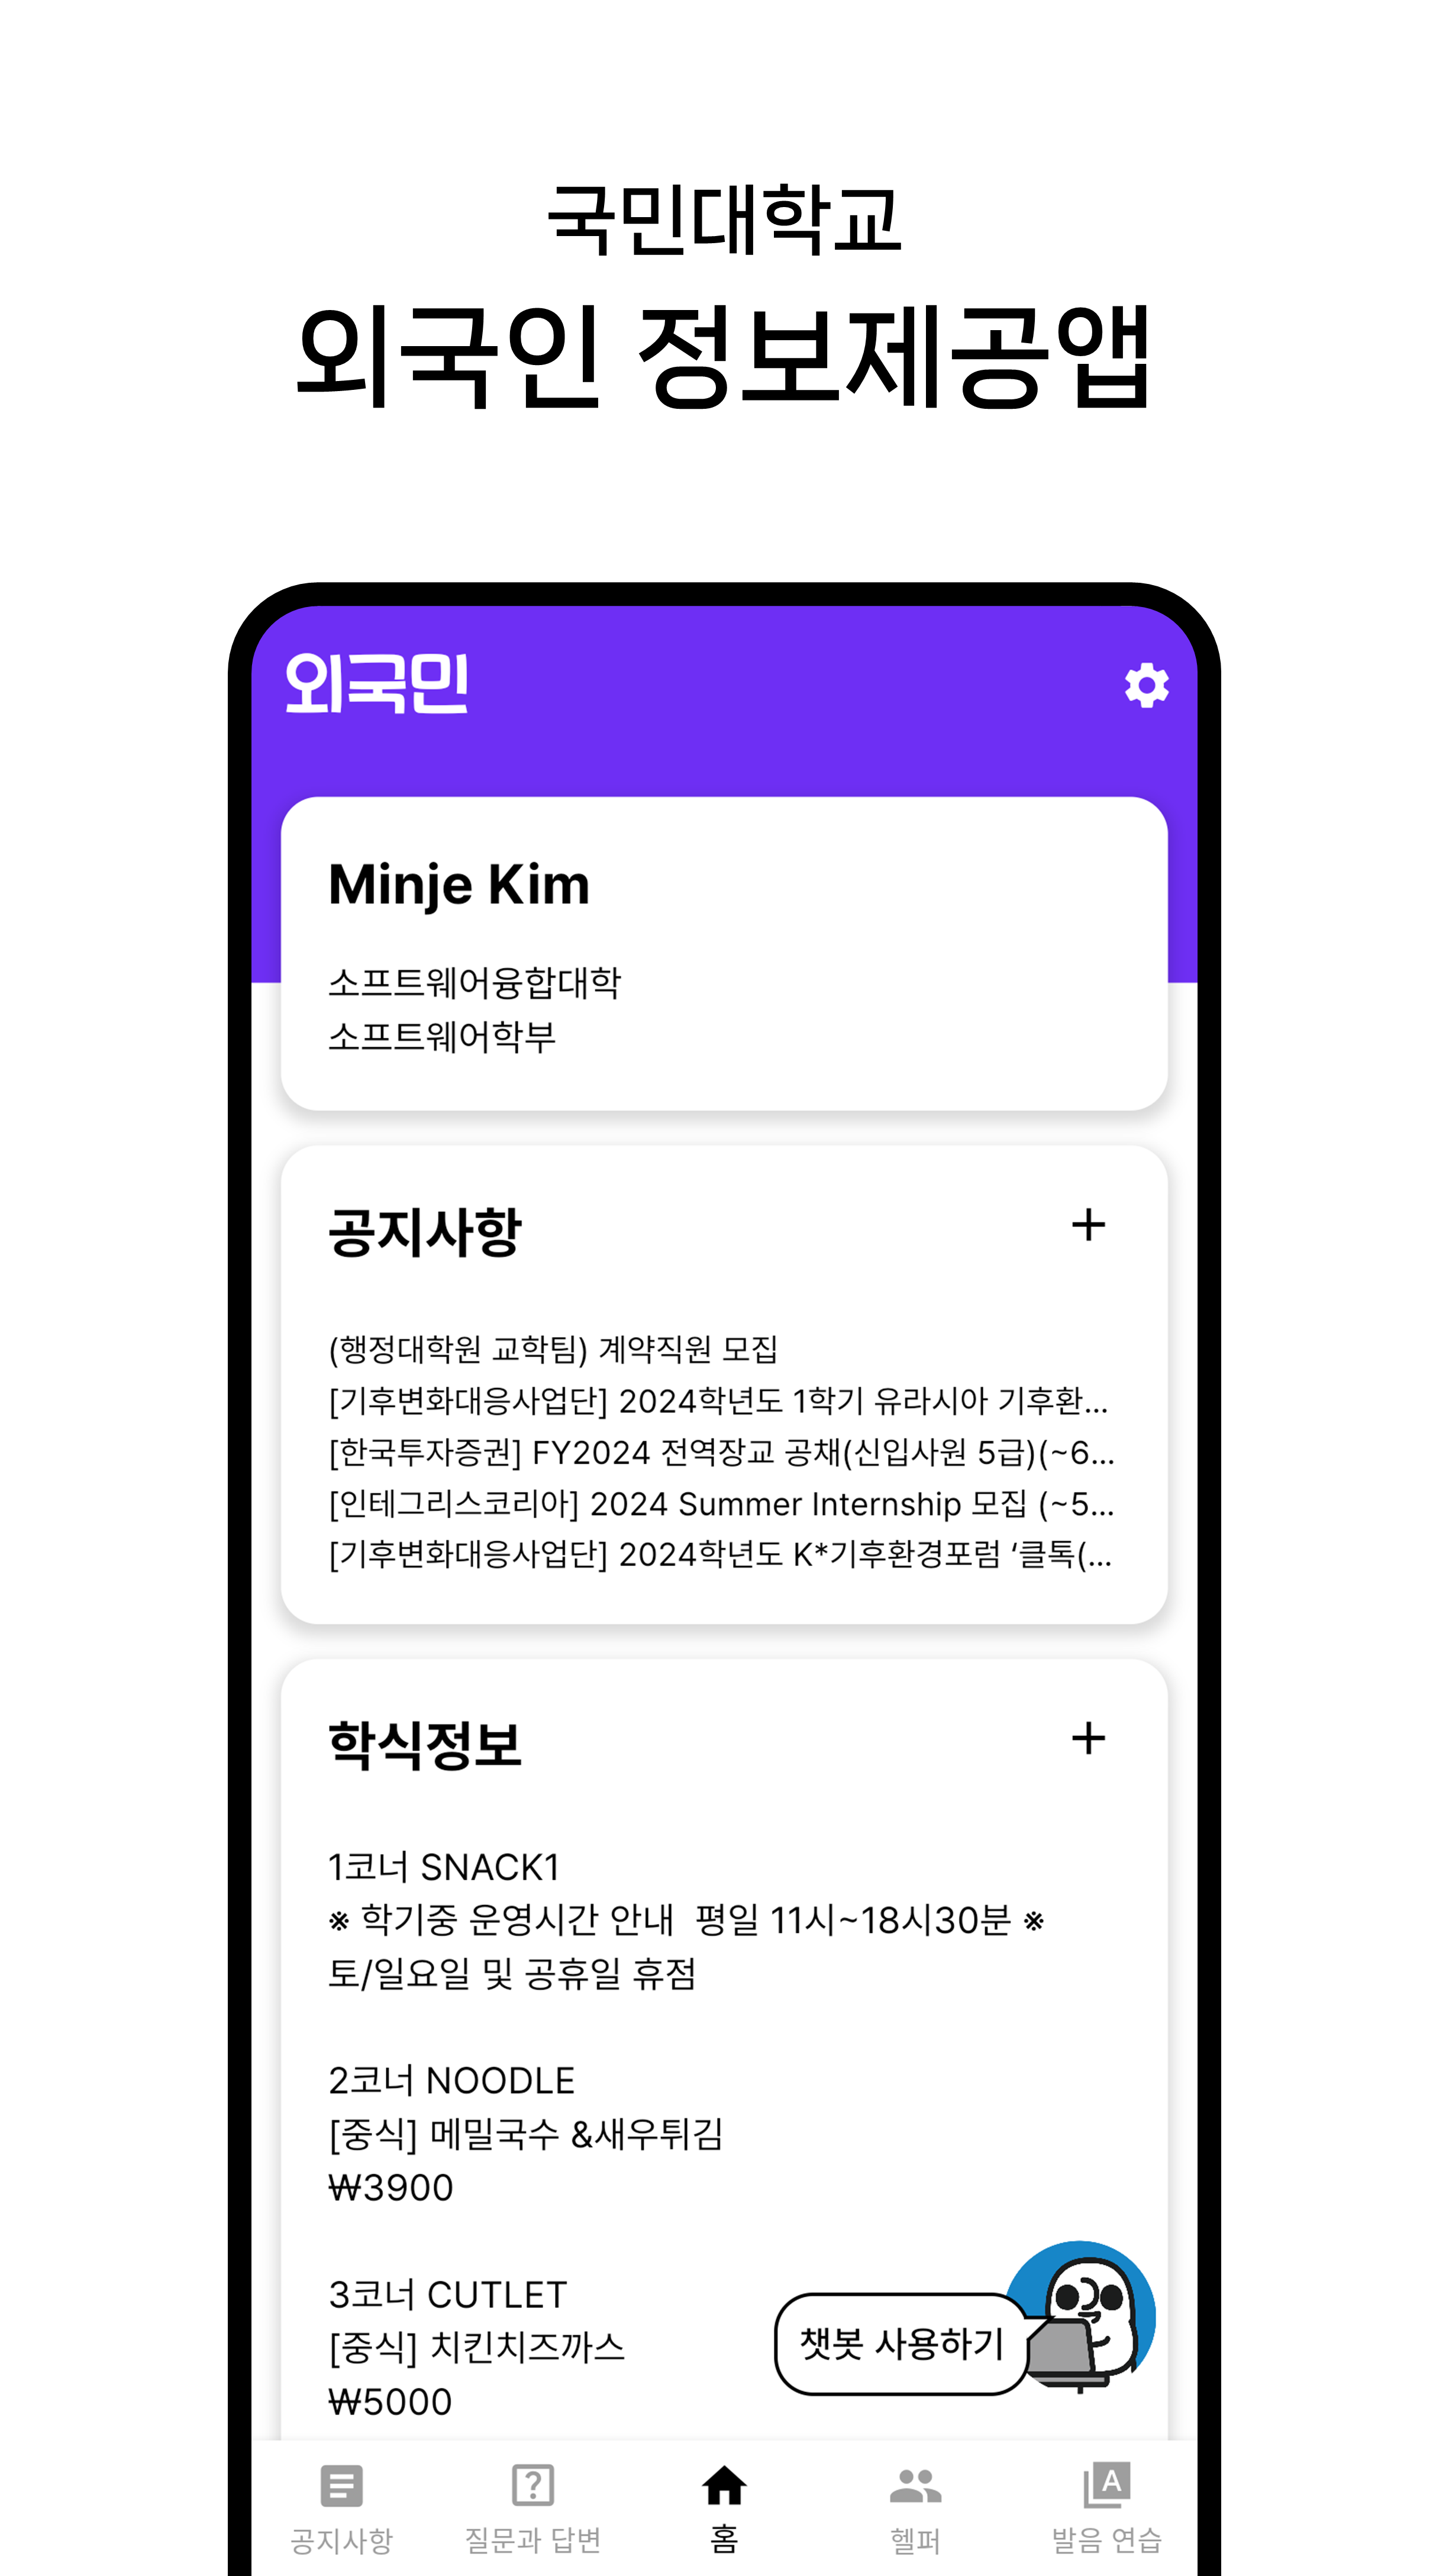 국민대학교
외국인 정보제공앱
외국민
Minje Kim
소프트웨어융합대학
소프트웨어학부
공지사항 +
(행정대학원 교학팀) 계약직원 모집
[기후변화대응사업단] 2024학년도 1학기 유라시아 기후환...
[한국투자증권] FY2024 전역장교 공채(신입사원 5급)(~6...
[인테그리스코리아] 2024 Summer Internship 모집 (~5...
[기후변화대응사업단] 2024학년도 K*기후환경포럼 ‘클톡(...
학식정보 +
1코너 SNACK1
※ 학기중 운영시간 안내  평일 11시~18시30분 ※
토/일요일 및 공휴일 휴점
2코너 NOODLE
[중식] 메밀국수 &새우튀김
₩3900
3코너 CUTLET
[중식] 치킨치즈까스
₩5000
챗봇 사용하기
공지사항 질문과 답변 홈 헬퍼 발음 연습